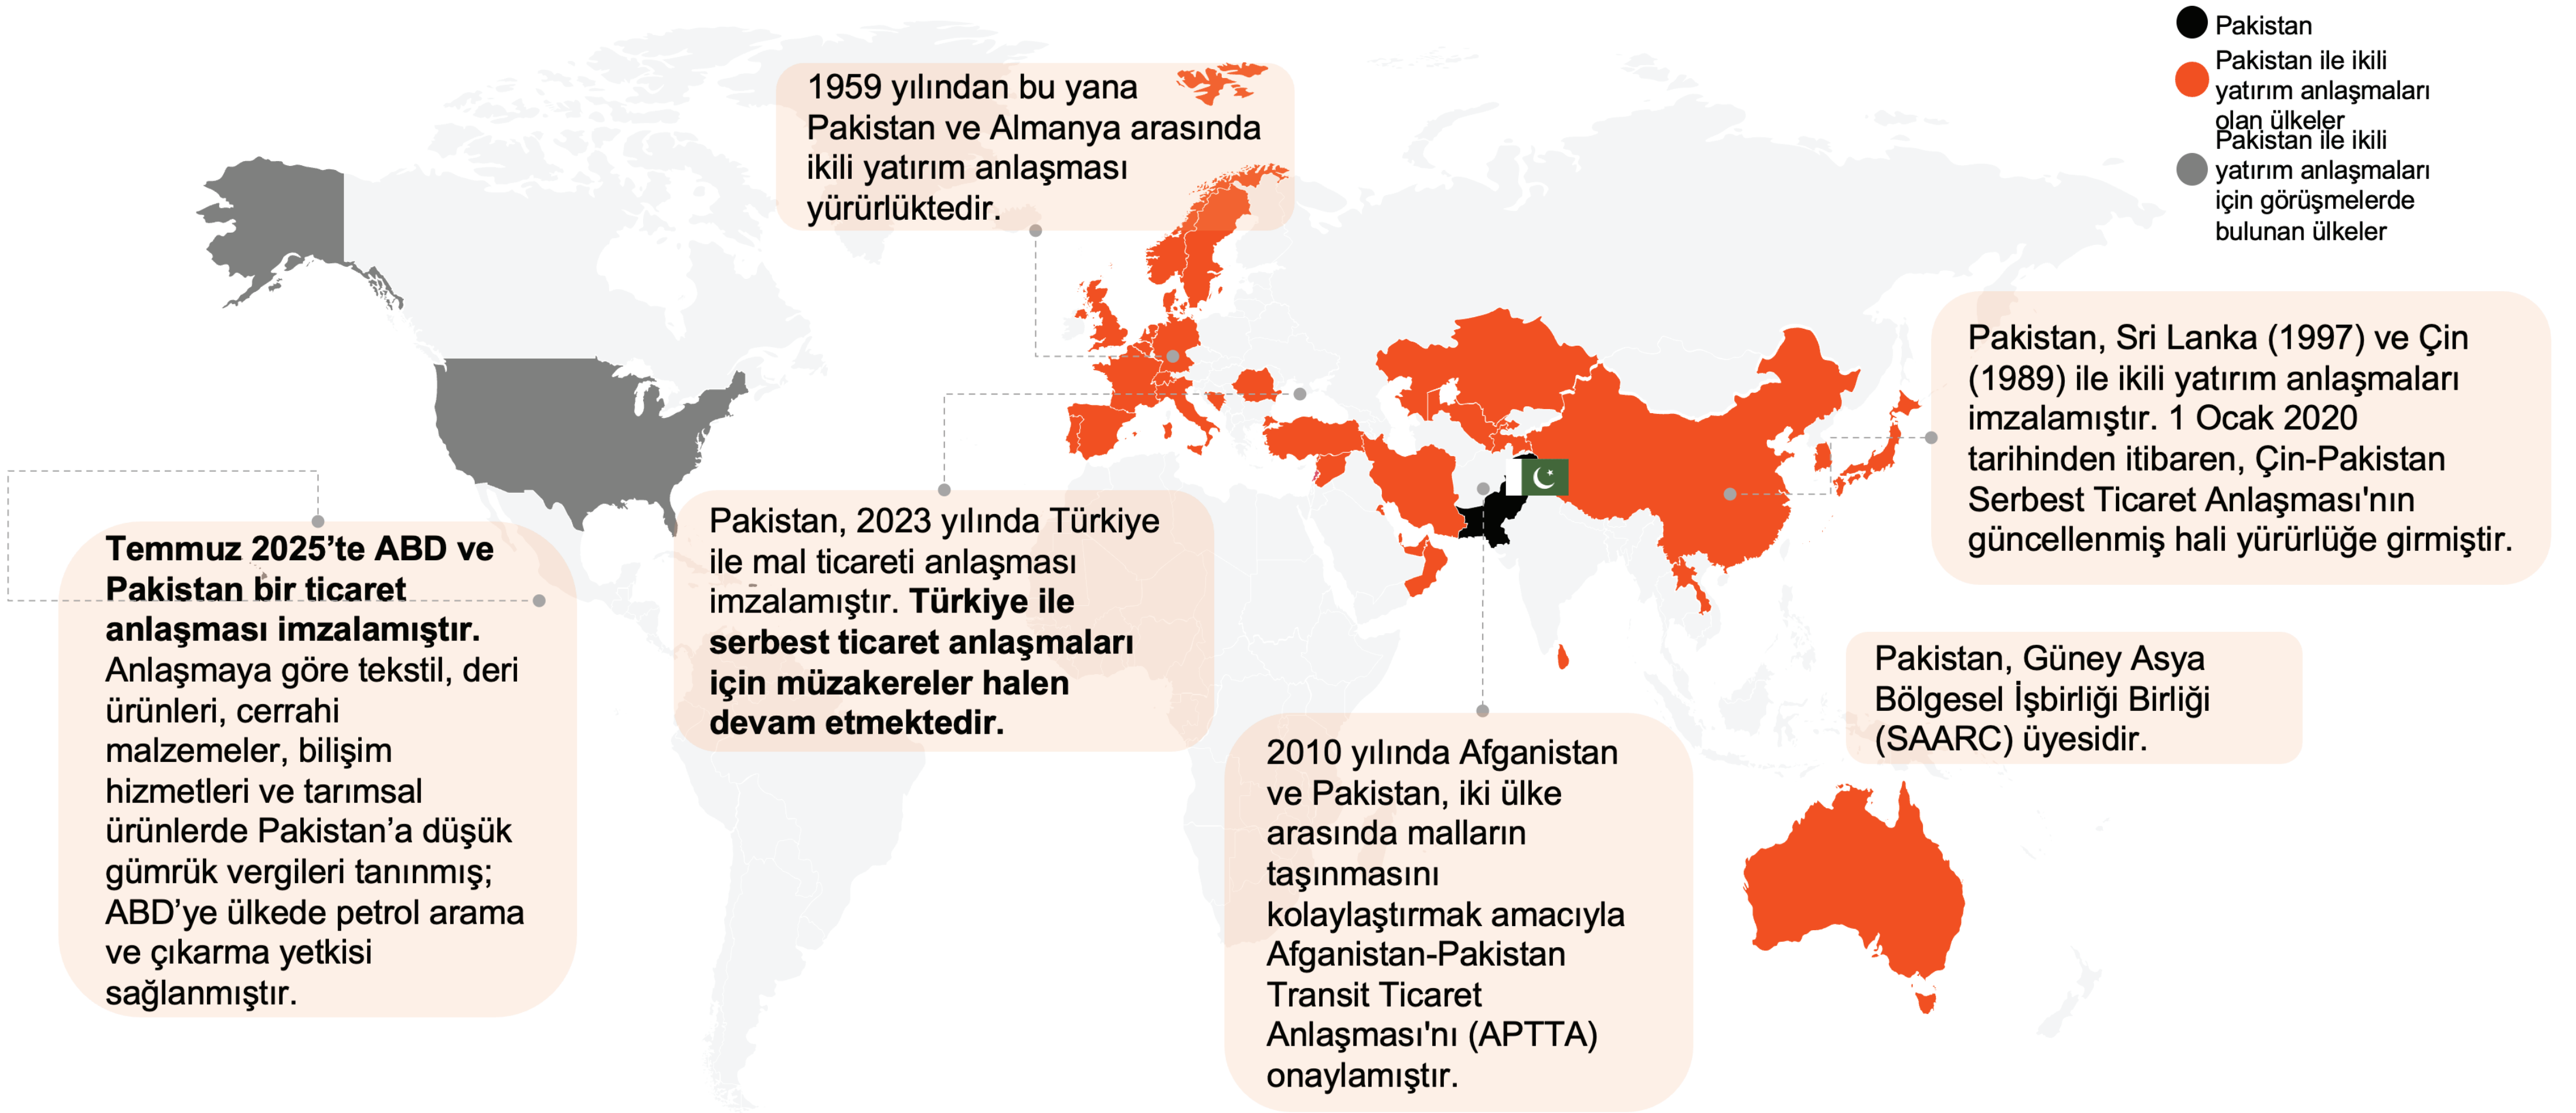 Pakistan
Pakistan ile ikili
yatırım anlaşmaları
olan ülkeler
Pakistan ile ikili
yatırım anlaşmaları
için görüşmelerde
bulunan ülkeler
1959 yılından bu yana
Pakistan ve Almanya arasında
ikili yatırım anlaşması
yürürlüktedir.
Pakistan, Sri Lanka (1997) ve Çin
(1989) ile ikili yatırım anlaşmaları
imzalamıştır. 1 Ocak 2020
tarihinden itibaren, Çin-Pakistan
Serbest Ticaret Anlaşması'nın
güncellenmiş hali yürürlüğe girmiştir.
Temmuz 2025’te ABD ve
Pakistan bir ticaret
anlaşması imzalamıştır.
Anlaşmaya göre tekstil, deri
ürünleri, cerrahi
malzemeler, bilişim
hizmetleri ve tarımsal
ürünlerde Pakistan’a düşük
gümrük vergileri tanınmış;
ABD’ye ülkede petrol arama
ve çıkarma yetkisi
sağlanmıştır.
Pakistan, 2023 yılında Türkiye
ile mal ticareti anlaşması
imzalamıştır. Türkiye ile
serbest ticaret anlaşmaları
için müzakereler halen
devam etmektedir.
Pakistan, Güney Asya
Bölgesel İşbirliği Birliği
(SAARC) üyesidir.
2010 yılında Afganistan
ve Pakistan, iki ülke
arasında malların
taşınmasını
kolaylaştırmak amacıyla
Afganistan-Pakistan
Transit Ticaret
Anlaşması'nı (APTTA)
onaylamıştır.